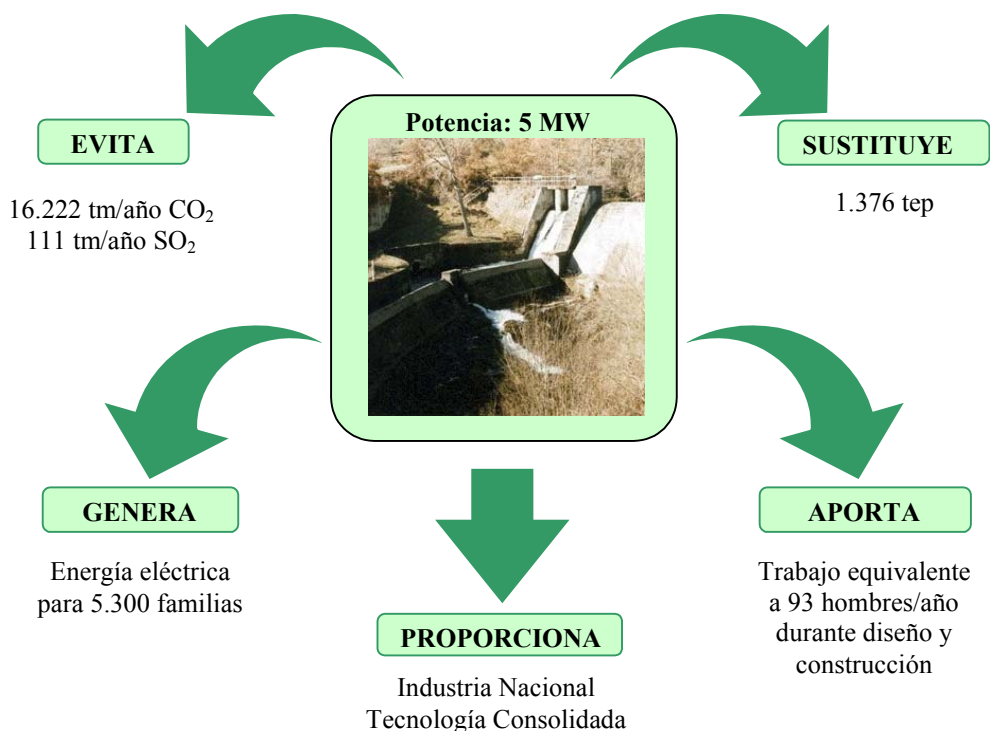 Potencia: 5 MW
EVITA
16.222 tm/año CO₂
111 tm/año SO₂
SUSTITUYE
1.376 tep
GENERA
Energía eléctrica
para 5.300 familias
PROPORCIONA
Industria Nacional
Tecnología Consolidada
APORTA
Trabajo equivalente
a 93 hombres/año
durante diseño y
construcción